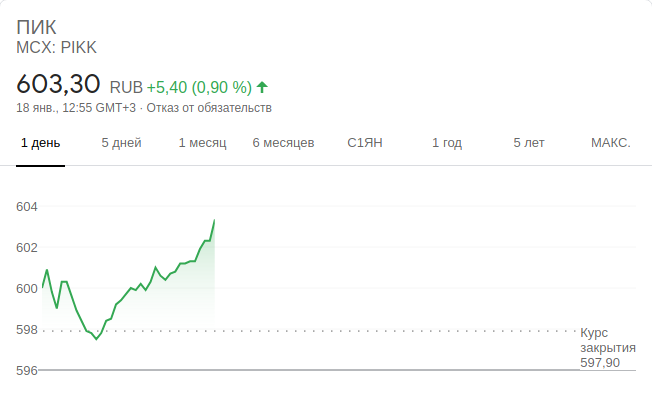 ПИК
MCX: PIKK
603,30 RUB +5,40 (0,90 %)
18 янв., 12:55 GMT+3 · Отказ от обязательств
1 день 5 дней 1 месяц 6 месяцев С1ЯН 1 год 5 лет МАКС.
604
602
600
598
596
Курс
закрытия
597,90